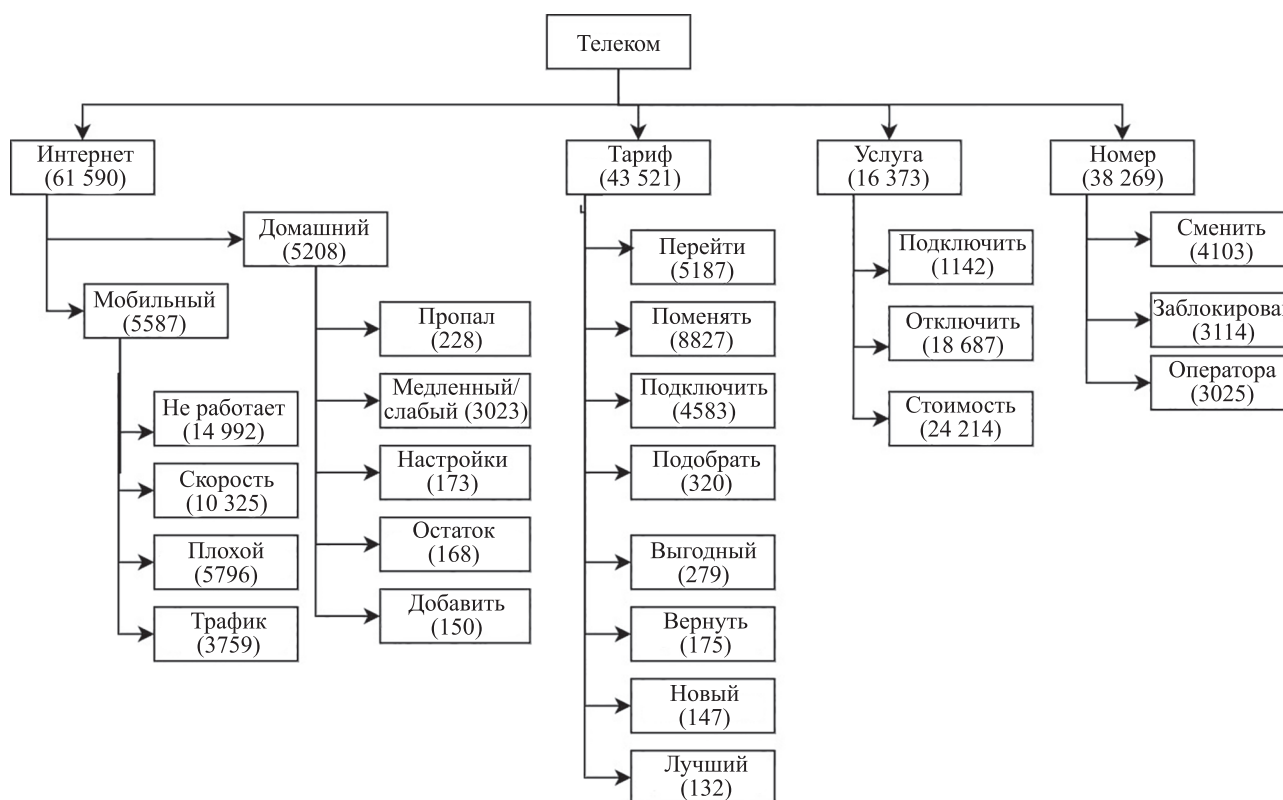 Телеком
Интернет
(61 590)
Тариф
(43 521)
Услуга
(16 373)
Номер
(38 269)
Домашний
(5208)
Мобильный
(5587)
Пропал
(228)
Медленный/
слабый (3023)
Настройки
(173)
Остаток
(168)
Добавить
(150)
Не работает
(14 992)
Скорость
(10 325)
Плохой
(5796)
Трафик
(3759)
Перейти
(5187)
Поменять
(8827)
Подключить
(4583)
Подобрать
(320)
Выгодный
(279)
Вернуть
(175)
Новый
(147)
Лучший
(132)
Подключить
(1142)
Отключить
(18 687)
Стоимость
(24 214)
Сменить
(4103)
Заблокирован
(3114)
Оператора
(3025)